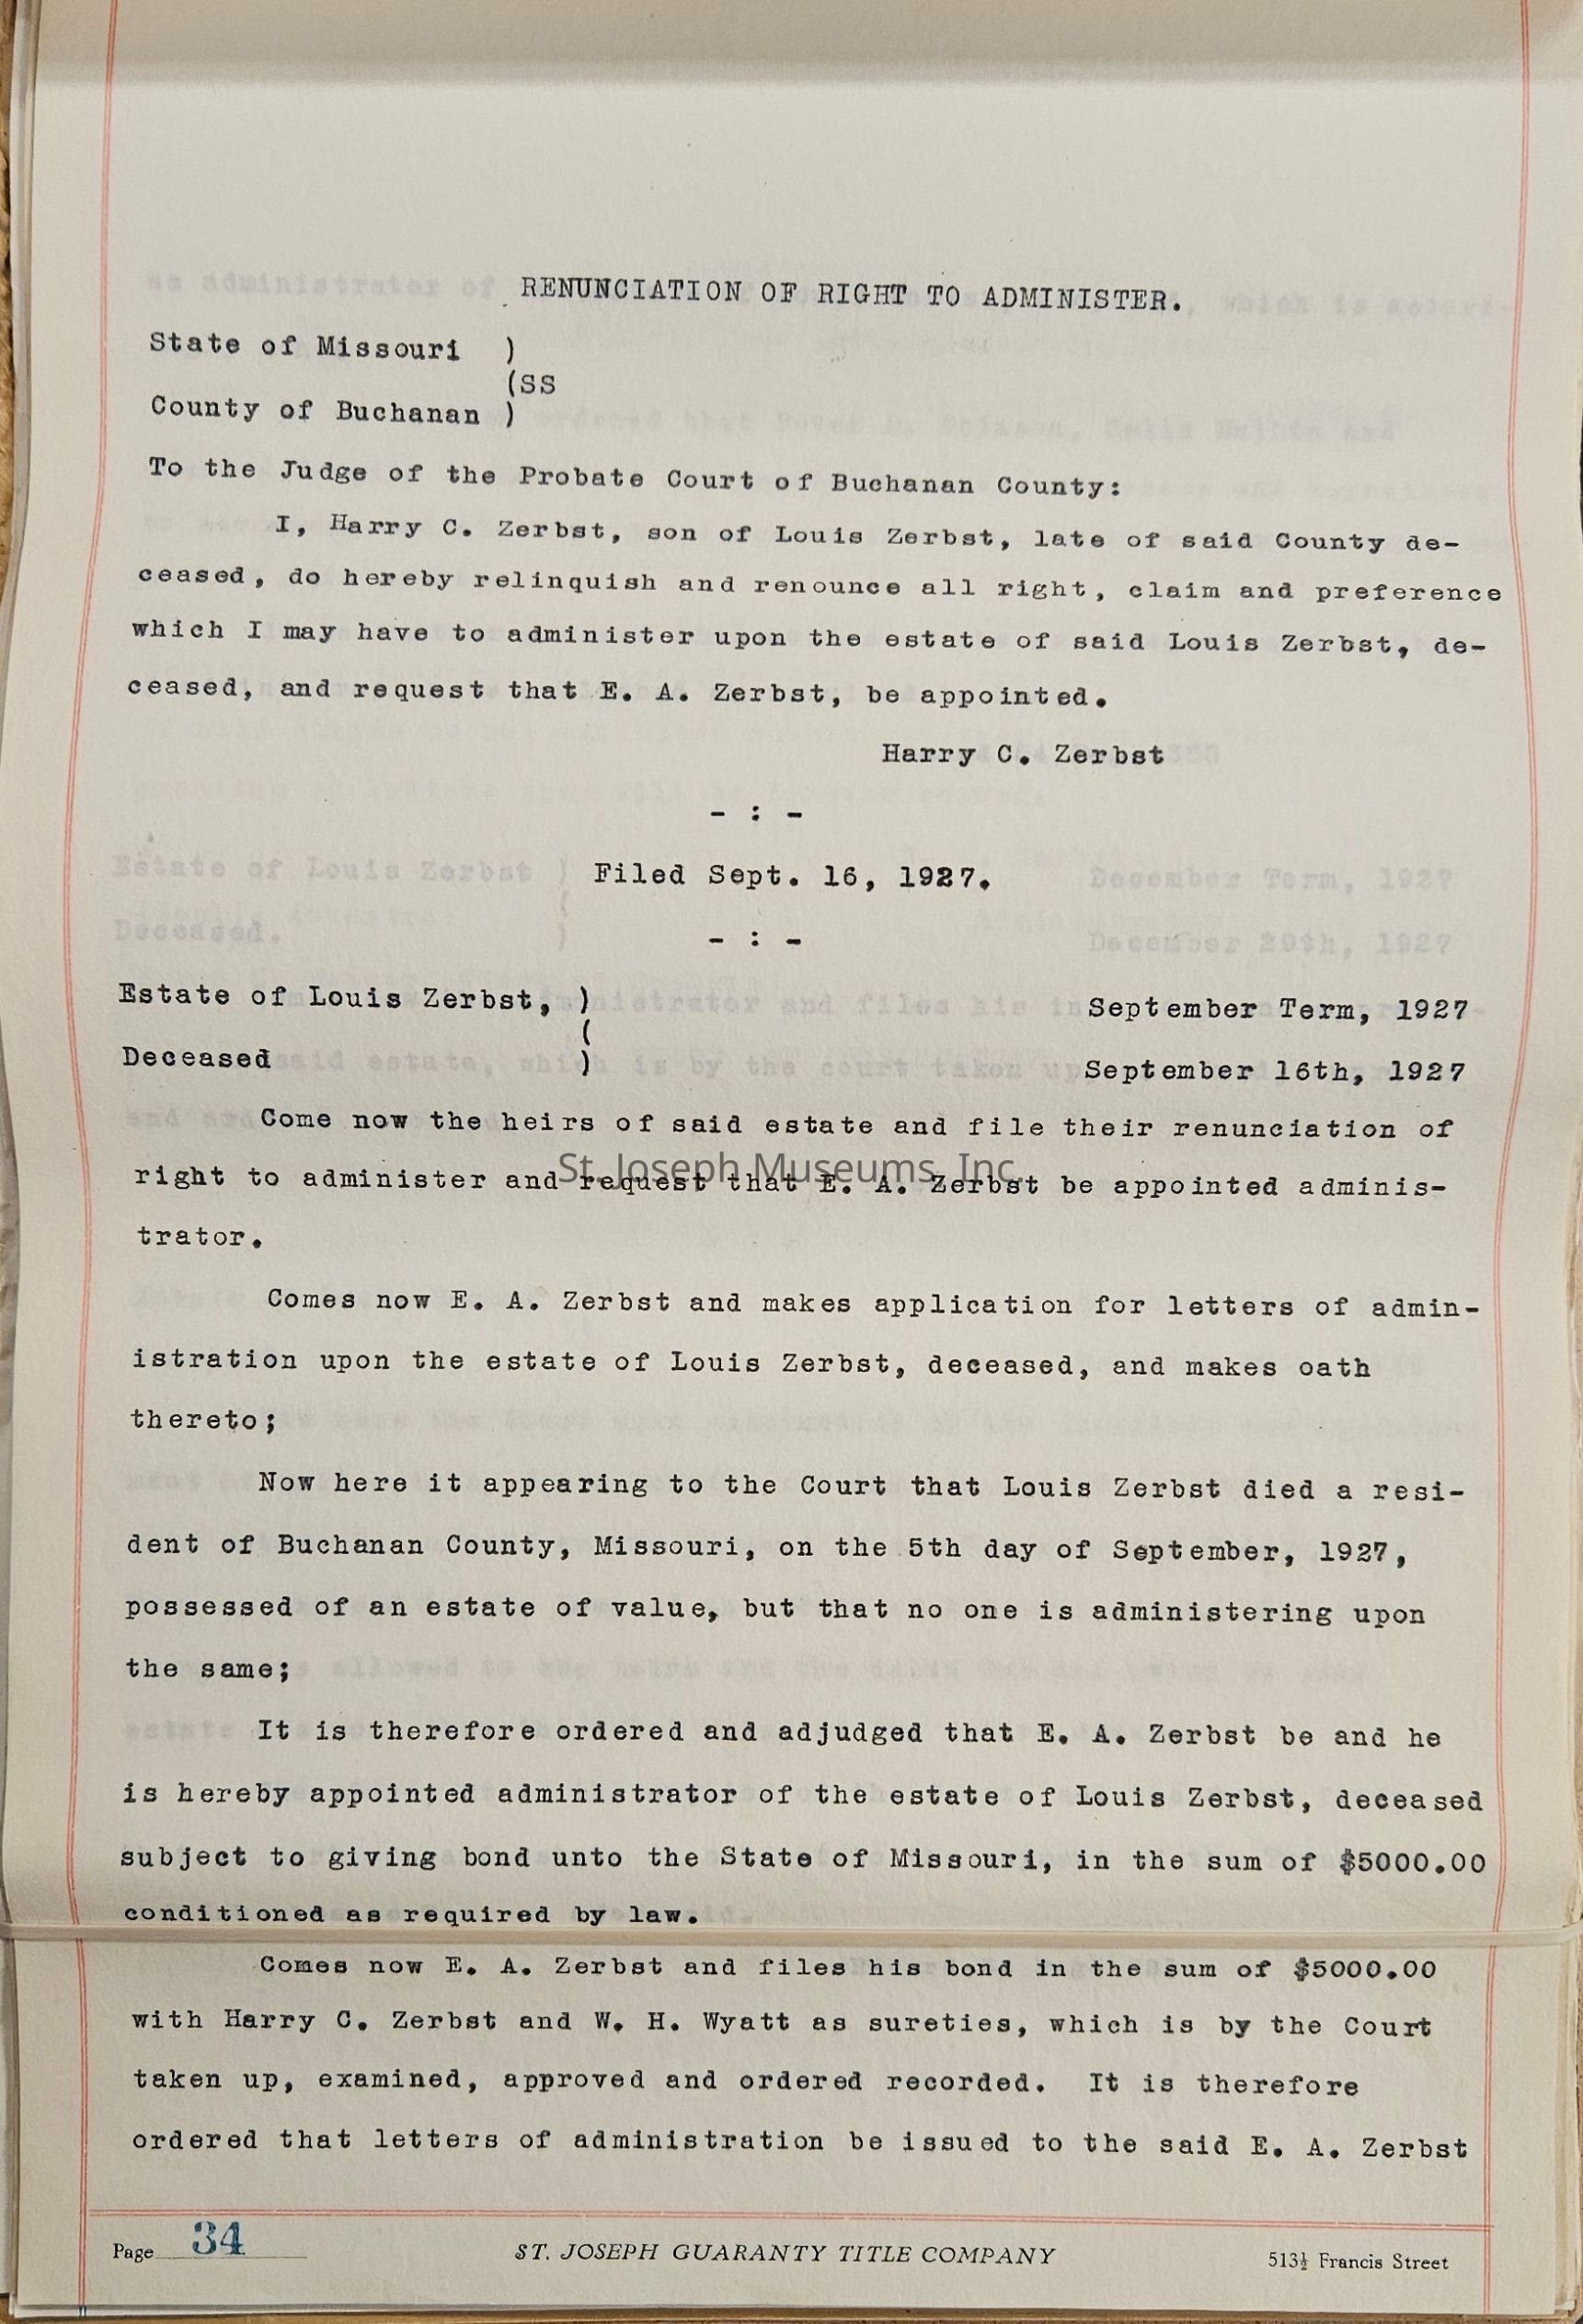 RENUNCIATION OF RIGHT TO ADMINISTER.
State of Missouri )
(SS
County of Buchanan )
To the Judge of the Probate Court of Buchanan County:
I, Harry C. Zerbst, son of Louis Zerbst, late of said County de-
ceased, do hereby relinquish and renounce all right, claim and preference
which I may have to administer upon the estate of said Louis Zerbst, de-
ceased, and request that E. A. Zerbst, be appointed.
Harry C. Zerbst
- : -
Filed Sept. 16, 1927.
- : -
Estate of Louis Zerbst, ) September Term, 1927
(
Deceased ) September 16th, 1927
Come now the heirs of said estate and file their renunciation of
right to administer and request that E. A. Zerbst be appointed adminis-
St. Joseph Museums, Inc.
trator.
Comes now E. A. Zerbst and makes application for letters of admin-
istration upon the estate of Louis Zerbst, deceased, and makes oath
thereto;
Now here it appearing to the Court that Louis Zerbst died a resi-
dent of Buchanan County, Missouri, on the 5th day of September, 1927,
possessed of an estate of value, but that no one is administering upon
the same;
It is therefore ordered and adjudged that E. A. Zerbst be and he
is hereby appointed administrator of the estate of Louis Zerbst, deceased
subject to giving bond unto the State of Missouri, in the sum of $5000.00
conditioned as required by law.
Comes now E. A. Zerbst and files his bond in the sum of $5000.00
with Harry C. Zerbst and W. H. Wyatt as sureties, which is by the Court
taken up, examined, approved and ordered recorded. It is therefore
ordered that letters of administration be issued to the said E. A. Zerbst
Page 34 ST. JOSEPH GUARANTY TITLE COMPANY 513½ Francis Street